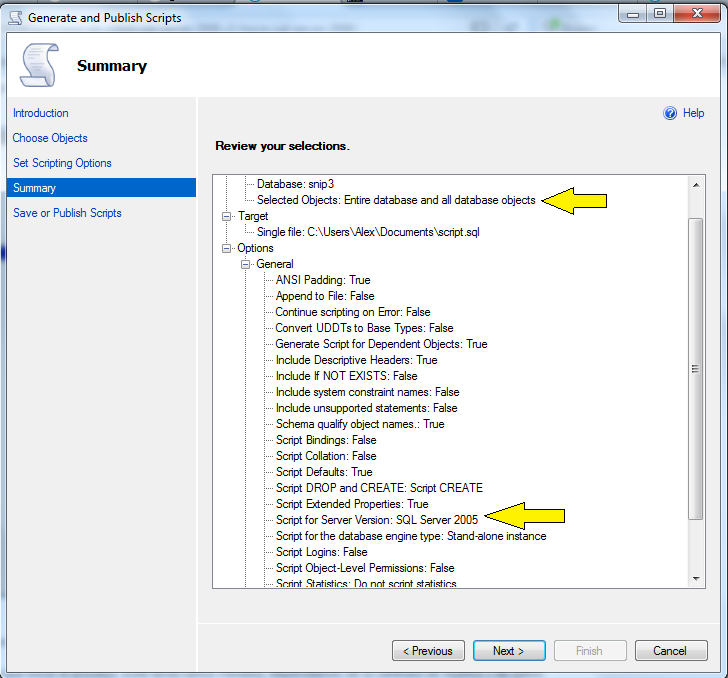 Generate and Publish Scripts
Summary
Introduction
Choose Objects
Set Scripting Options
Summary
Save or Publish Scripts
Help
Review your selections.
Database: snip3
Selected Objects: Entire database and all database objects
Target
Single file: C:\Users\Alex\Documents\script.sql
Options
General
ANSI Padding: True
Append to File: False
Continue scripting on Error: False
Convert UDDTs to Base Types: False
Generate Script for Dependent Objects: True
Include Descriptive Headers: True
Include If NOT EXISTS: False
Include system constraint names: False
Include unsupported statements: False
Schema qualify object names.: True
Script Bindings: False
Script Collation: False
Script Defaults: True
Script DROP and CREATE: Script CREATE
Script Extended Properties: True
Script for Server Version: SQL Server 2005
Script for the database engine type: Stand-alone instance
Script Logins: False
Script Object-Level Permissions: False
Script Statistics: Do not script statistics
< Previous
Next >
Finish
Cancel